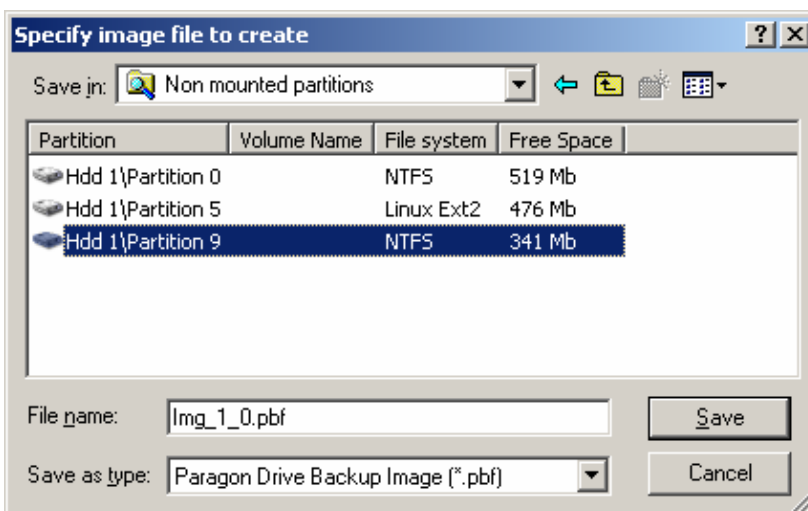 Specify image file to create
Save in: Non mounted partitions
Partition Volume Name File system Free Space
Hdd 1\Partition 0 NTFS 519 Mb
Hdd 1\Partition 5 Linux Ext2 476 Mb
Hdd 1\Partition 9 NTFS 341 Mb
File name: Img_1_0.pbf Save
Save as type: Paragon Drive Backup Image (*.pbf) Cancel